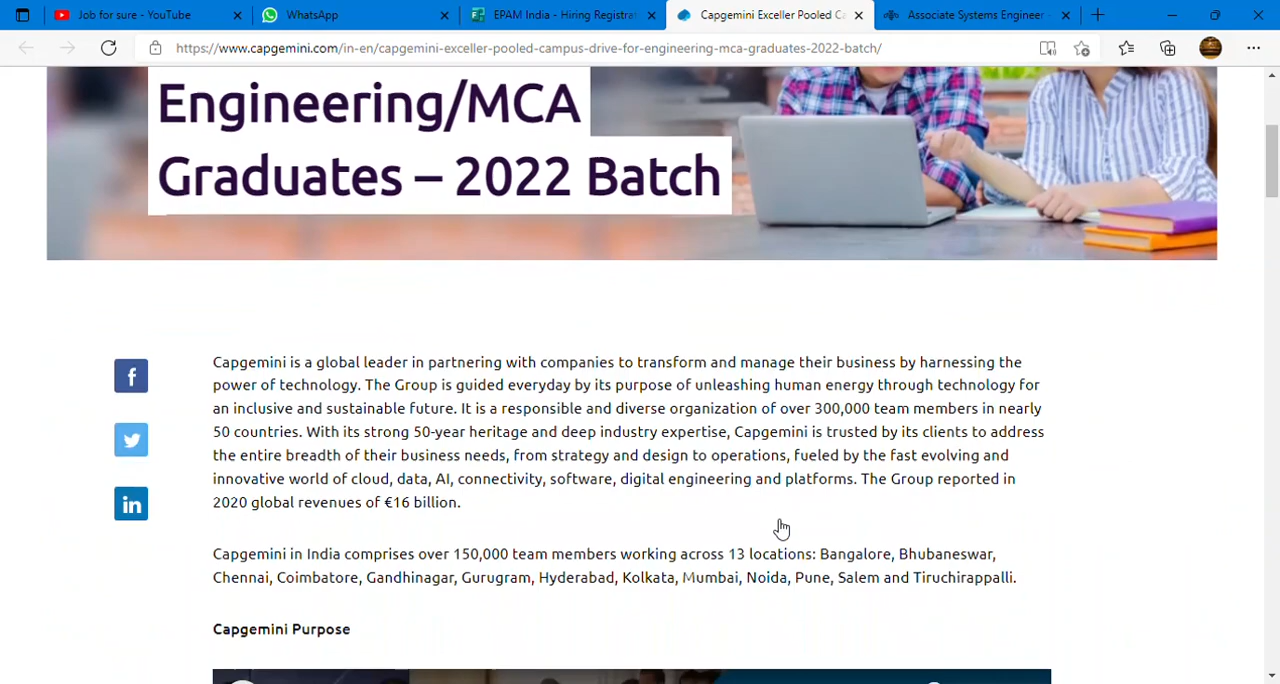 Job for sure - YouTube
WhatsApp
EPAM India - Hiring Registrat
Capgemini Exceller Pooled Ca
Associate Systems Engineer -
https://www.capgemini.com/in-en/capgemini-exceller-pooled-campus-drive-for-engineering-mca-graduates-2022-batch/
Engineering/MCA
Graduates – 2022 Batch
Capgemini is a global leader in partnering with companies to transform and manage their business by harnessing the
power of technology. The Group is guided everyday by its purpose of unleashing human energy through technology for
an inclusive and sustainable future. It is a responsible and diverse organization of over 300,000 team members in nearly
50 countries. With its strong 50-year heritage and deep industry expertise, Capgemini is trusted by its clients to address
the entire breadth of their business needs, from strategy and design to operations, fueled by the fast evolving and
innovative world of cloud, data, AI, connectivity, software, digital engineering and platforms. The Group reported in
2020 global revenues of €16 billion.
Capgemini in India comprises over 150,000 team members working across 13 locations: Bangalore, Bhubaneswar,
Chennai, Coimbatore, Gandhinagar, Gurugram, Hyderabad, Kolkata, Mumbai, Noida, Pune, Salem and Tiruchirappalli.
Capgemini Purpose